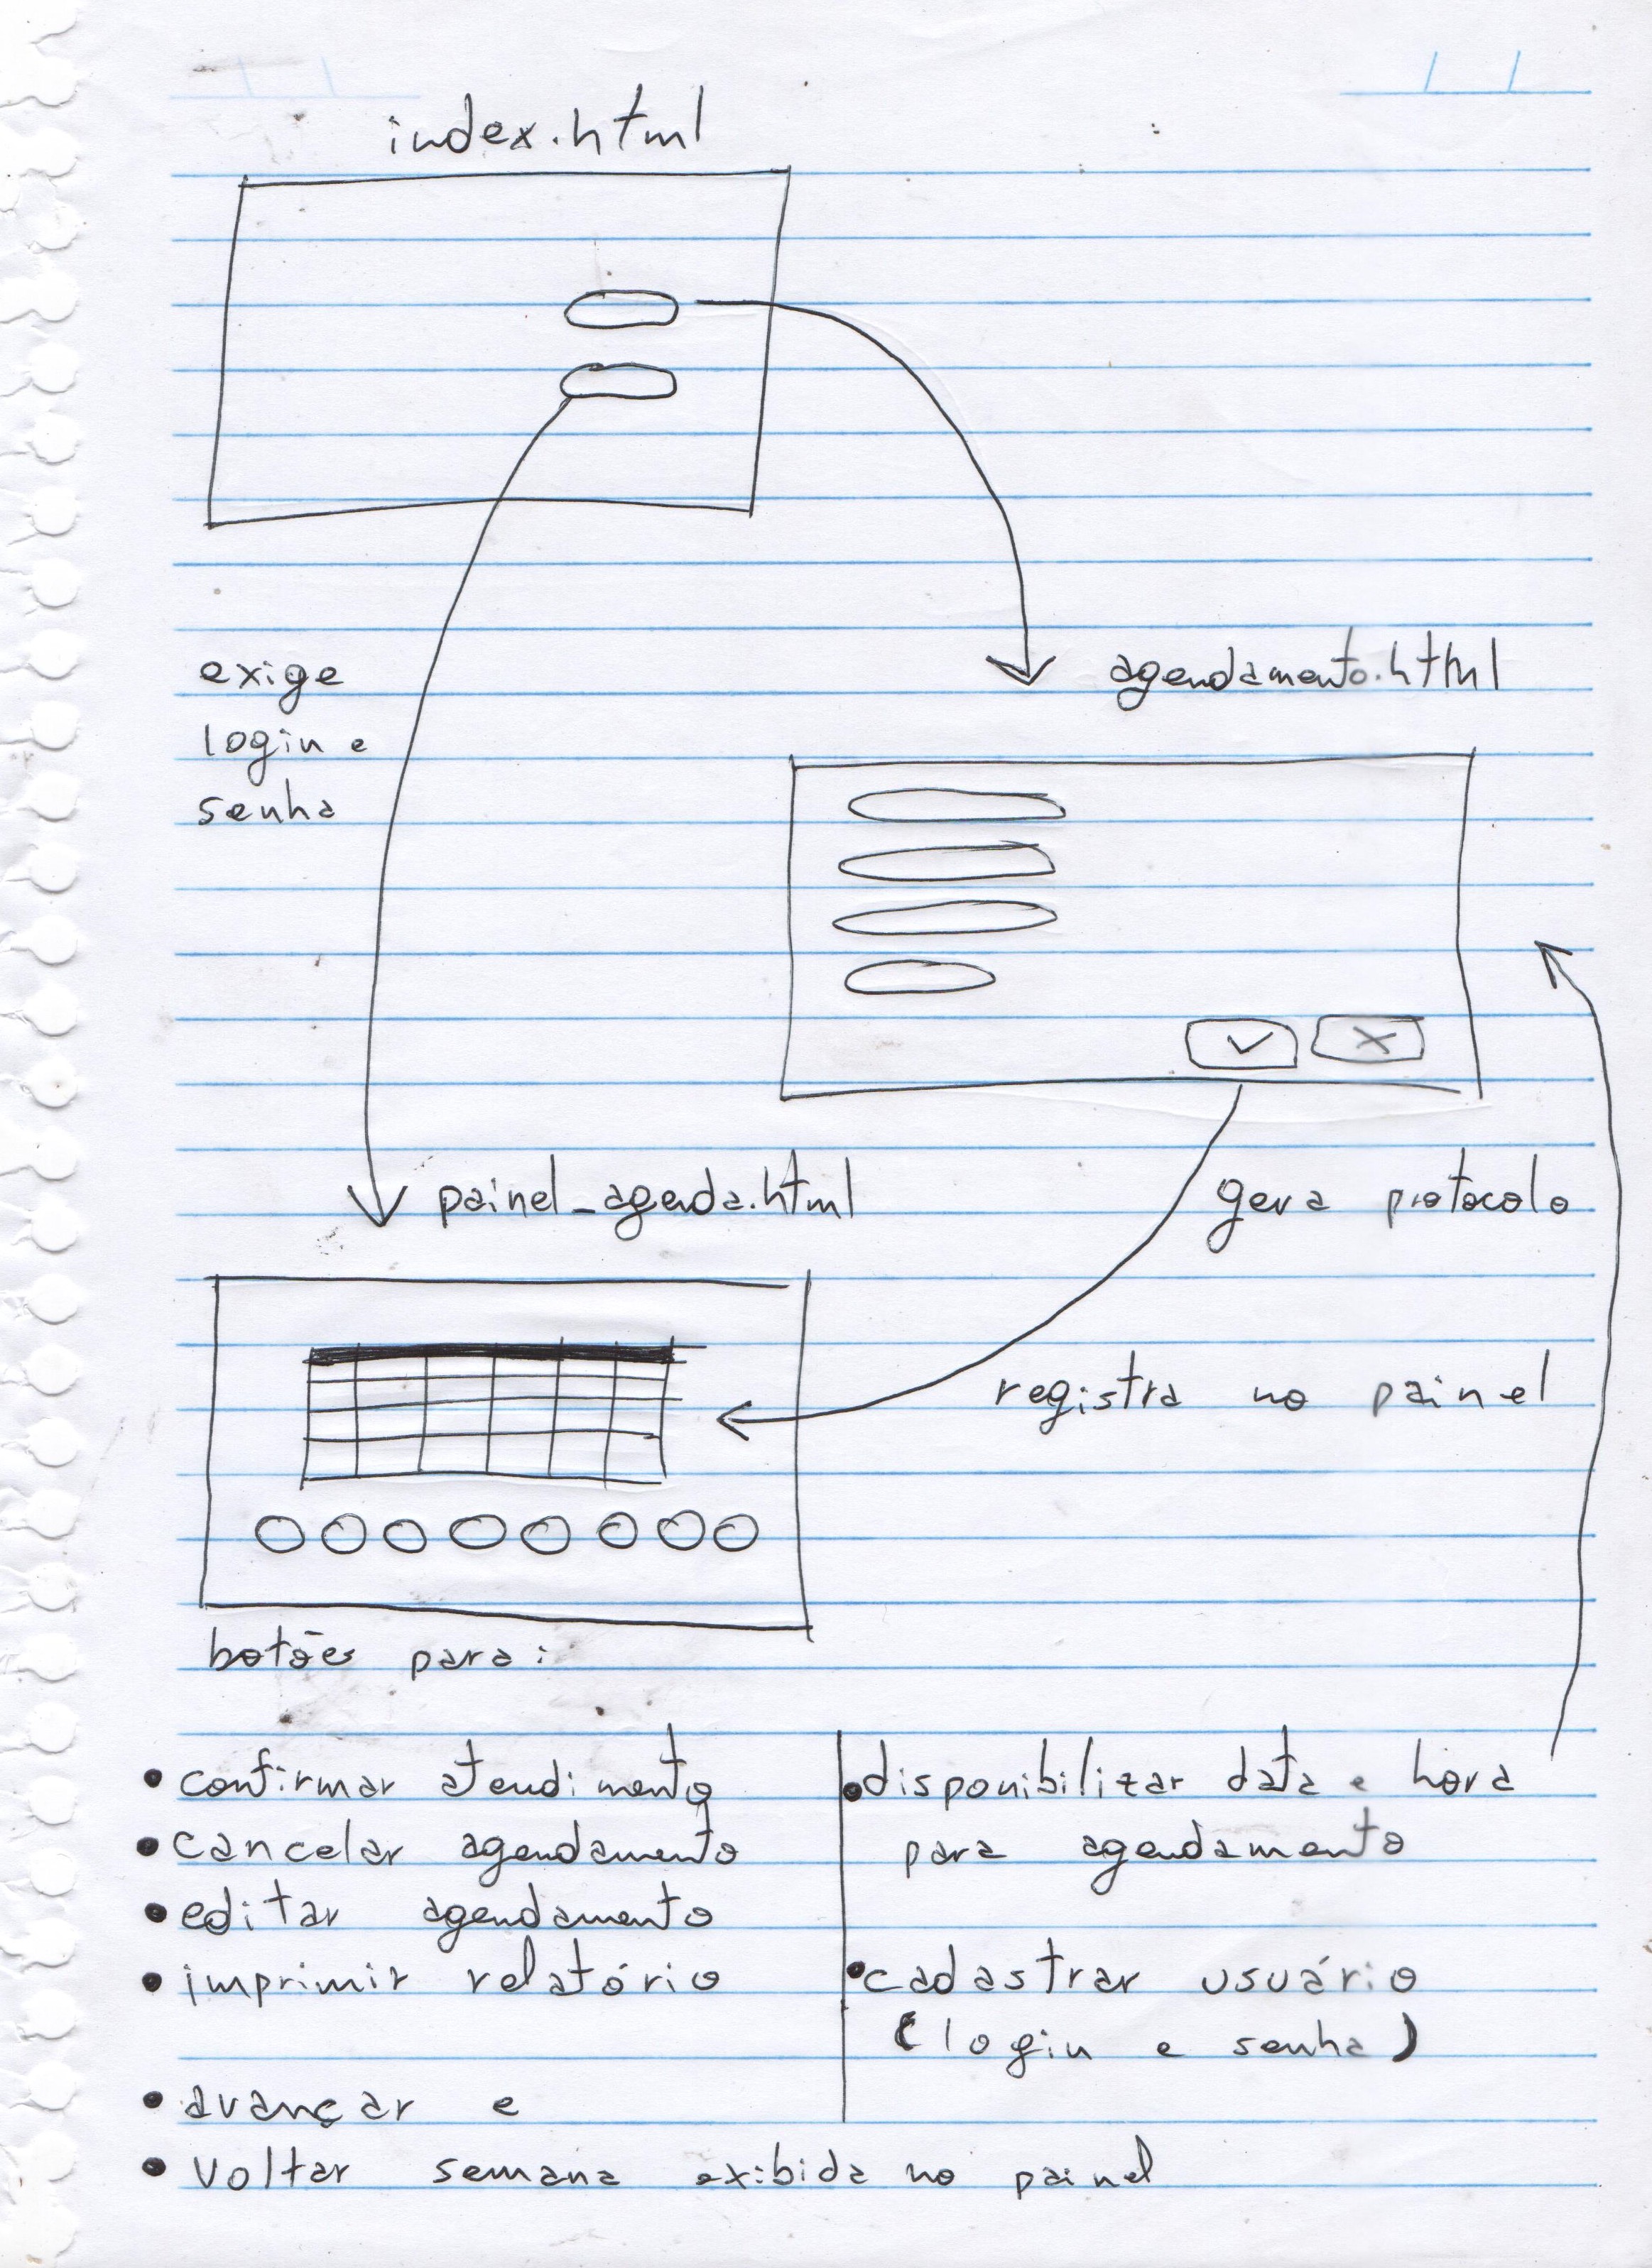 index.html
exige
login e
senha
agendamento.html
painel_agenda.html
gera protocolo
registra no painel
botões para:
• confirmar atendimento
• cancelar agendamento
• editar agendamento
• imprimir relatório
• avançar e
• voltar semana exibida no painel
• disponibilizar data e hora
para agendamento
• cadastrar usuário
(login e senha)